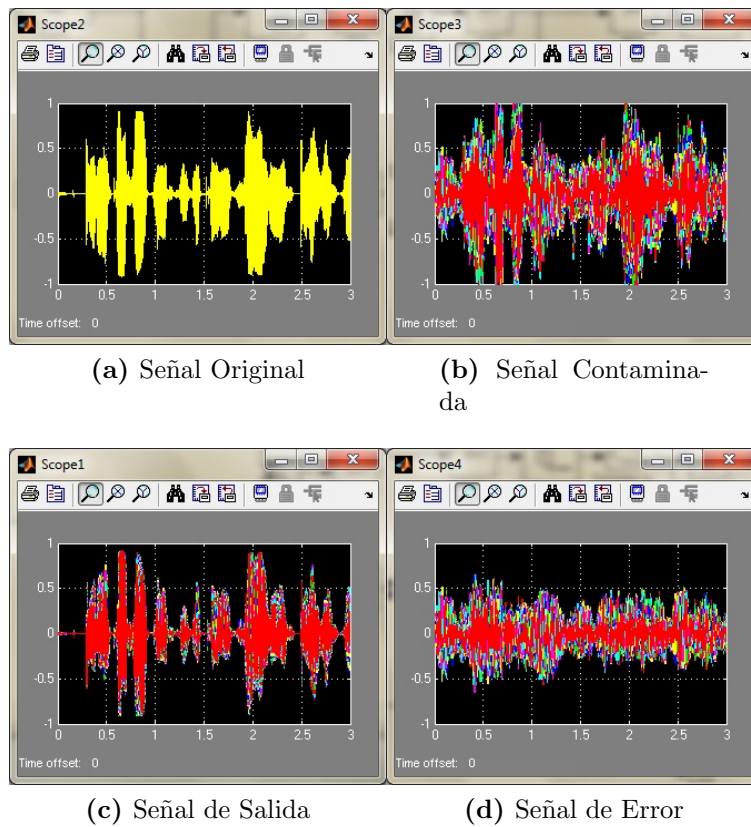 Scope2
1
0.5
0
-0.5
-1
0 0.5 1 1.5 2 2.5 3
Time offset: 0
(a) Señal Original
Scope3
1
0.5
0
-0.5
-1
0 0.5 1 1.5 2 2.5 3
Time offset: 0
(b) Señal Contamina-
da
Scope1
1
0.5
0
-0.5
-1
0 0.5 1 1.5 2 2.5 3
Time offset: 0
(c) Señal de Salida
Scope4
1
0.5
0
-0.5
-1
0 0.5 1 1.5 2 2.5 3
Time offset: 0
(d) Señal de Error